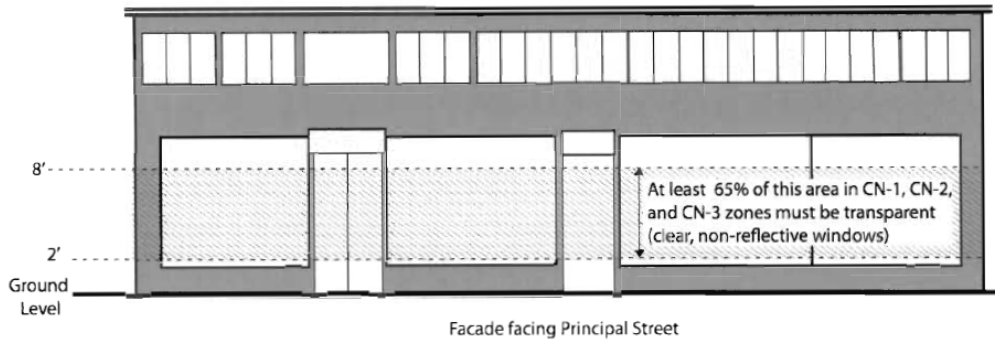 8'
At least 65% of this area in CN-1, CN-2,
and CN-3 zones must be transparent
(clear, non-reflective windows)
2'
Ground
Level
Facade facing Principal Street